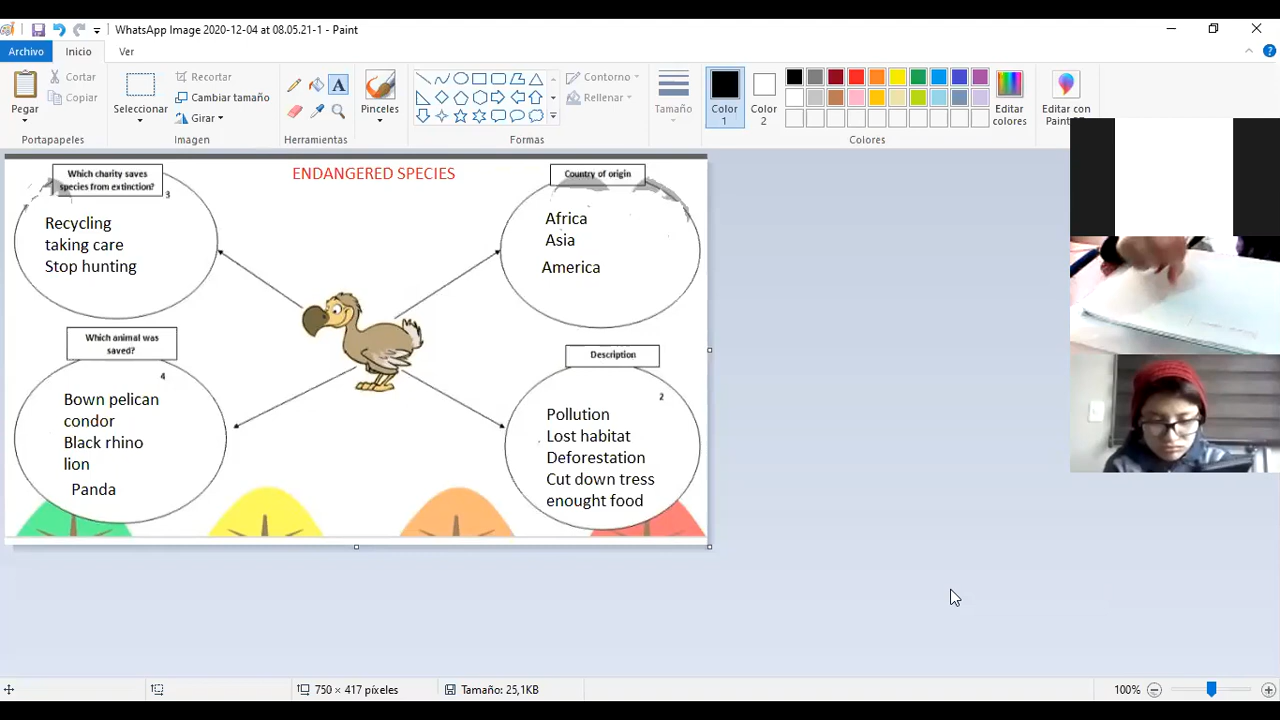 WhatsApp Image 2020-12-04 at 08.05.21-1 - Paint
Archivo
Inicio
Ver
Pegar
Cortar
Copiar
Portapapeles
Seleccionar
Recortar
Cambiar tamaño
Girar
Imagen
A
Herramientas
Pinceles
Contorno
Rellenar
Formas
Tamaño
Color
1
Color
2
Editar
colores
Colores
Editar con
ENDANGERED SPECIES
Which charity saves
species from extinction?
3
Recycling
taking care
Stop hunting
Country of origin
Africa
Asia
America
Which animal was
saved?
4
Bown pelican
condor
Black rhino
lion
Panda
Description
2
Pollution
Lost habitat
Deforestation
Cut down tress
enought food
750 × 417 píxeles
Tamaño: 25,1KB
100%